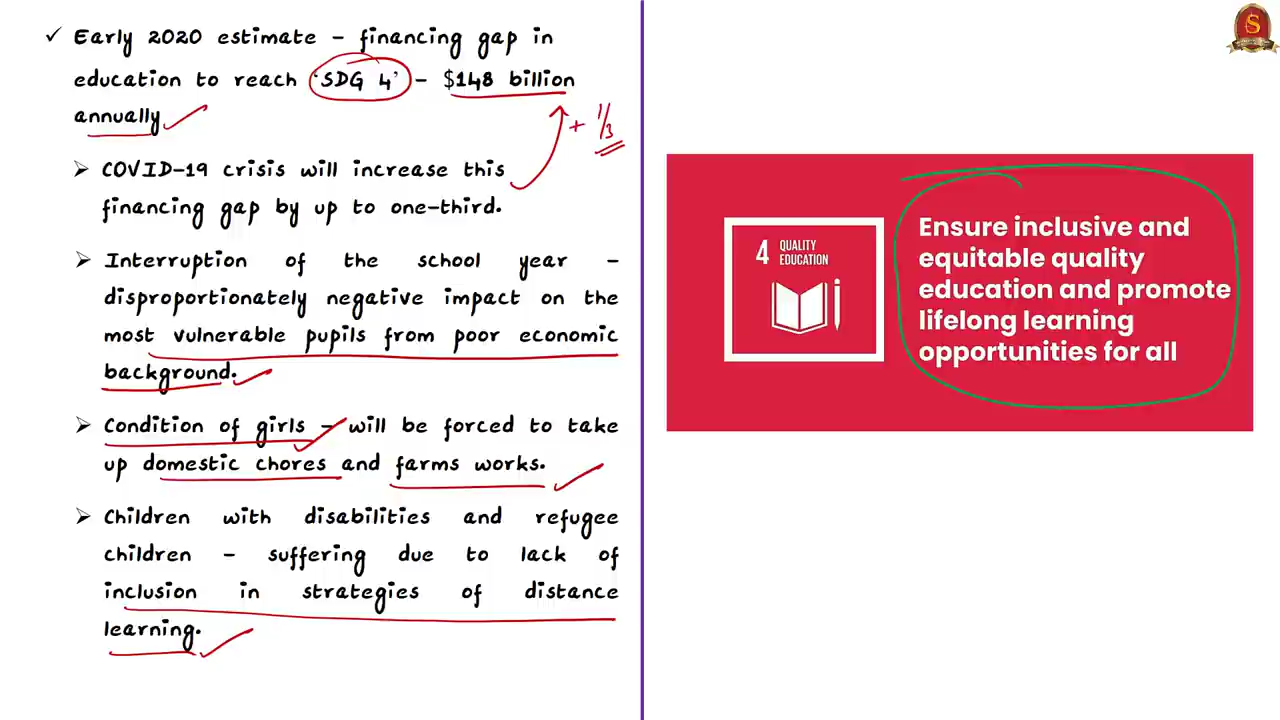 ✓ Early 2020 estimate – financing gap in
education to reach ‘SDG 4’ – $148 billion
annually
+ 1/3
➢ COVID-19 crisis will increase this
financing gap by up to one-third.
➢ Interruption of the school year –
disproportionately negative impact on the
most vulnerable pupils from poor economic
background.
➢ Condition of girls – will be forced to take
up domestic chores and farms works.
➢ Children with disabilities and refugee
children – suffering due to lack of
inclusion in strategies of distance
learning.
S
4 QUALITY
EDUCATION
Ensure inclusive and
equitable quality
education and promote
lifelong learning
opportunities for all